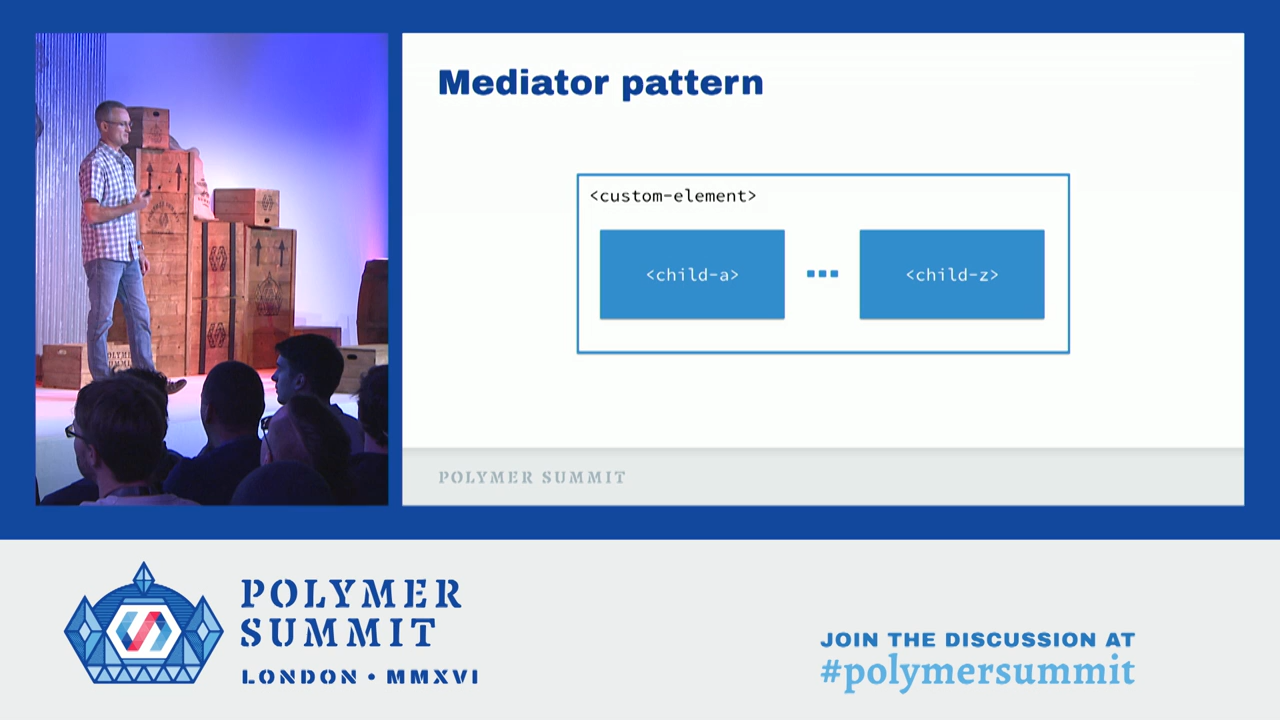 Mediator pattern
<custom-element>
<child-a>
<child-z>
POLYMER SUMMIT
POLYMER
SUMMIT
LONDON • MMXVI
JOIN THE DISCUSSION AT
#polymersummit